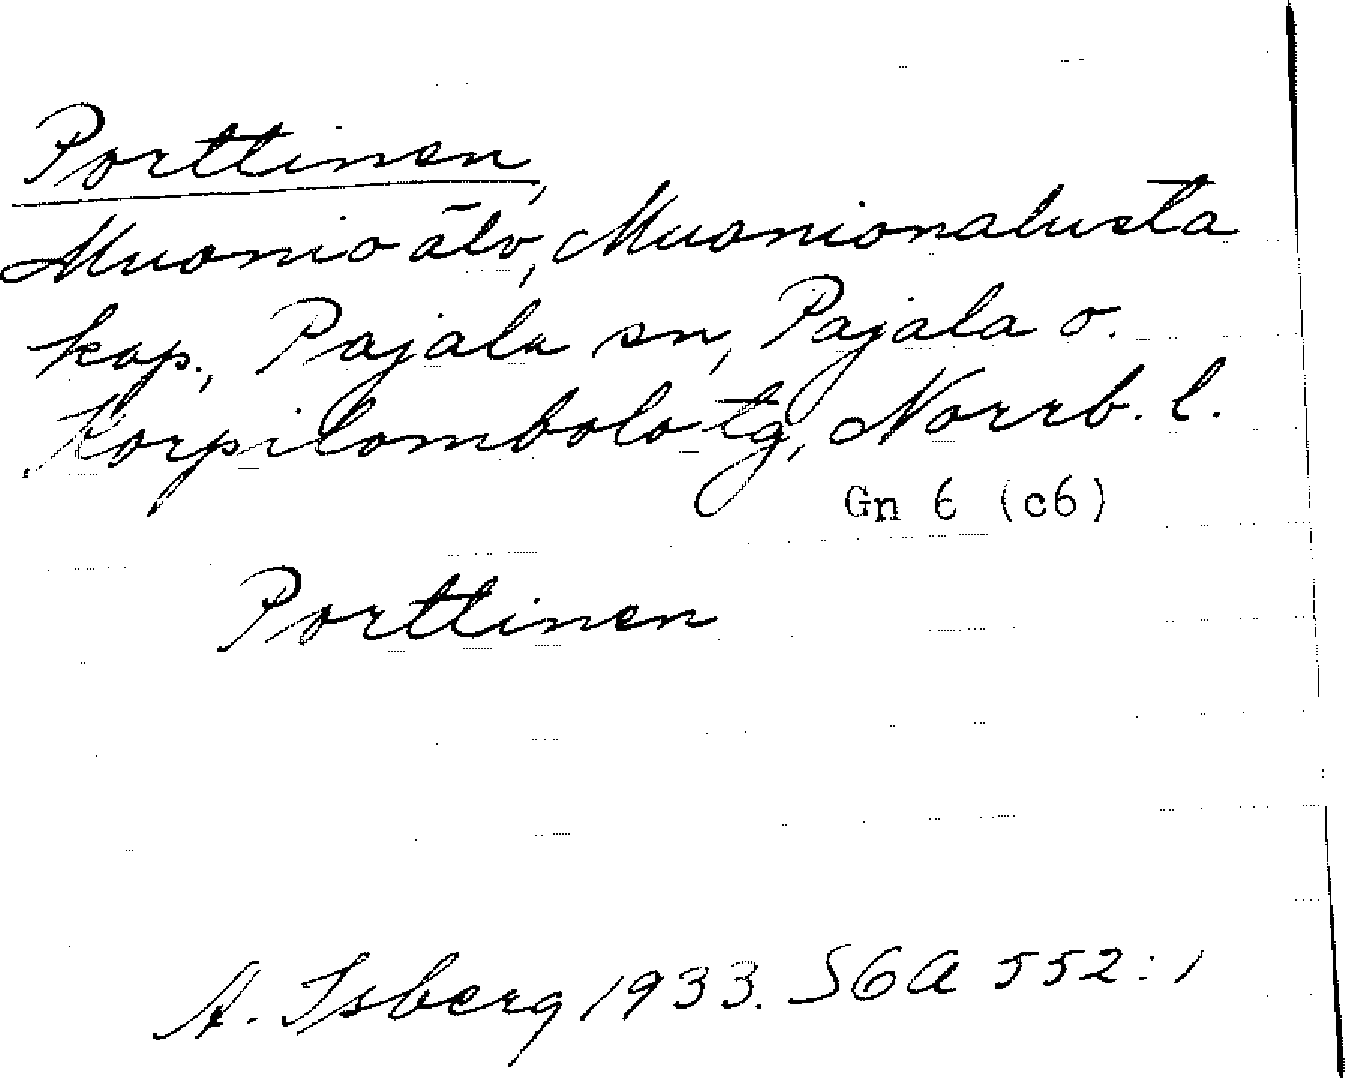 Porttinen,
Muonio älv, Muonionalusta
kap., Pajala sn, Pajala o.
Korpilombolo tg, Norrb. l.
Gn 6 (c6)
Porttinen
A. Isberg 1933. SGA 552:1